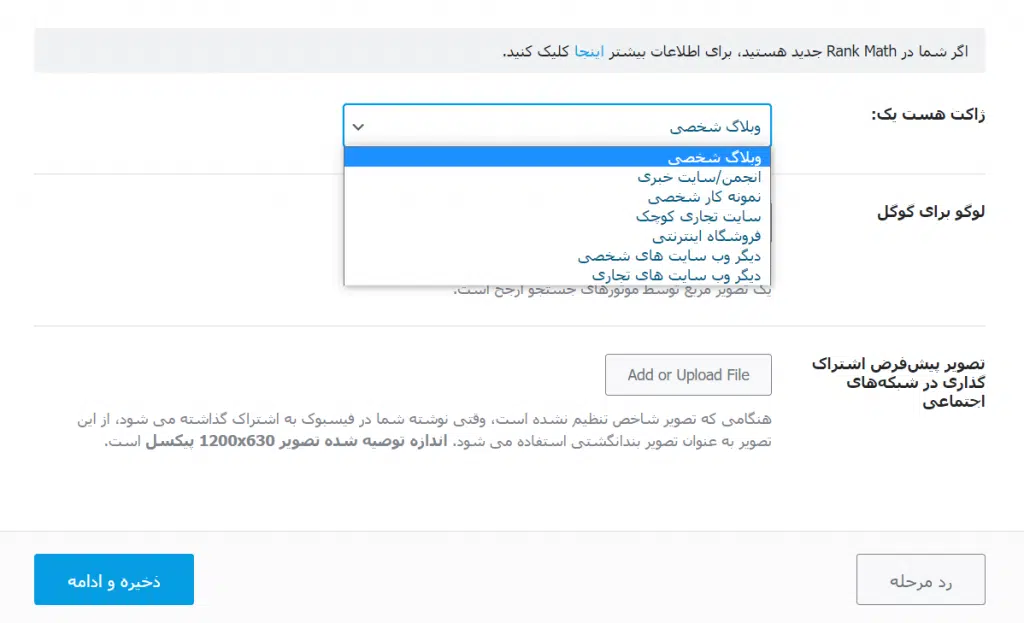 اگر شما در Rank Math جدید هستید، برای اطلاعات بیشتر اینجا کلیک کنید.
ژاکت هست یک:
وبلاگ شخصی
وبلاگ شخصی
انجمن/سایت خبری
نمونه کار شخصی
سایت تجاری کوچک
فروشگاه اینترنتی
دیگر وب سایت های شخصی
دیگر وب سایت های تجاری
لوگو برای گوگل
یک تصویر مربع توسط موتورهای جستجو ارجح است.
تصویر پیش‌فرض اشتراک
گذاری در شبکه‌های
اجتماعی
Add or Upload File
هنگامی که تصویر شاخص تنظیم نشده است، وقتی نوشته شما در فیسبوک به اشتراک گذاشته می شود، از این
تصویر به عنوان تصویر بندانگشتی استفاده می شود. اندازه توصیه شده تصویر 1200x630 پیکسل است.
رد مرحله
ذخیره و ادامه